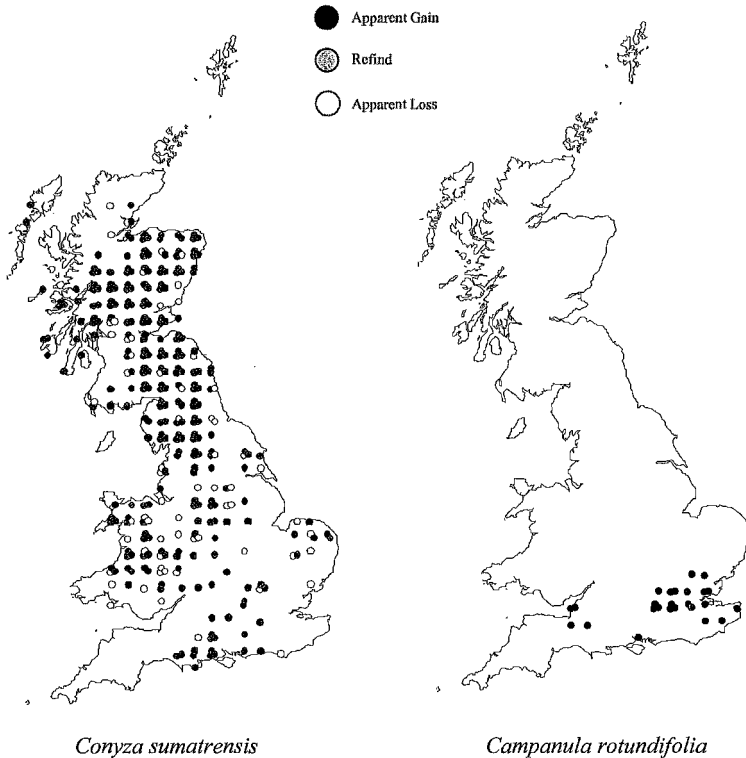 Apparent Gain
Refind
Apparent Loss
Conyza sumatrensis
Campanula rotundifolia